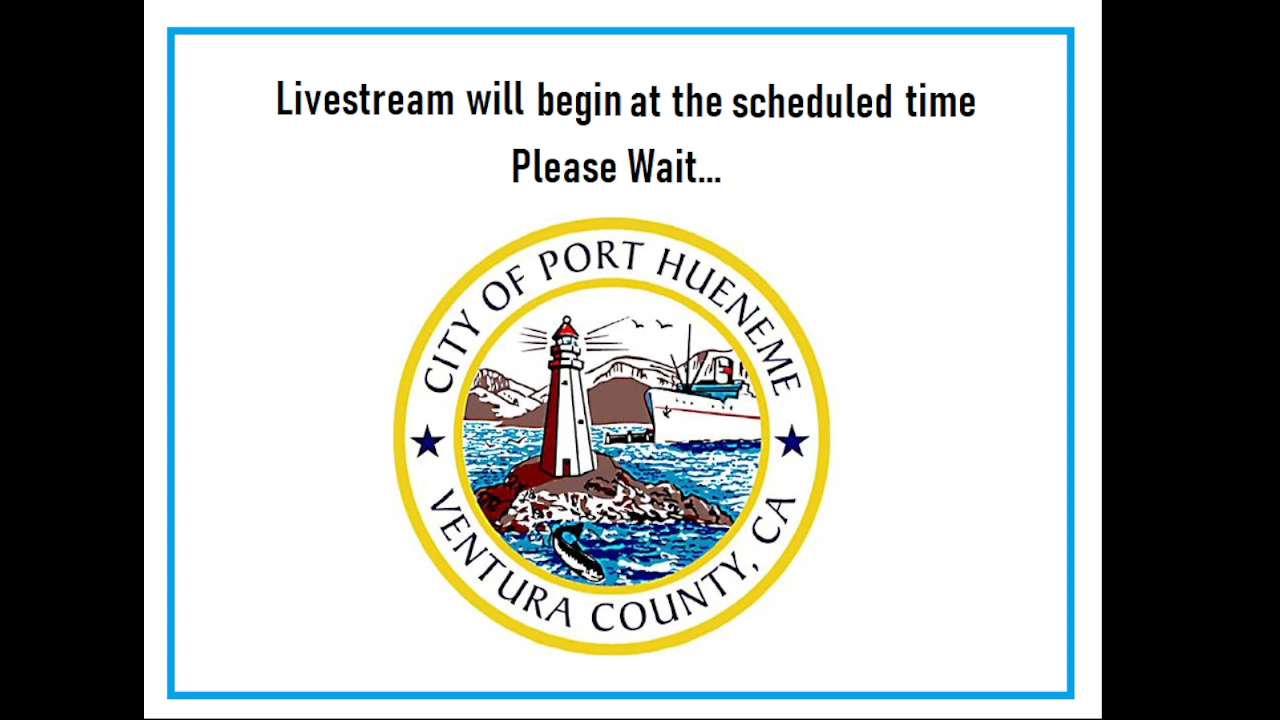 Livestream will begin at the scheduled time
Please Wait...
CITY OF PORT HUENEME
VENTURA COUNTY, CA